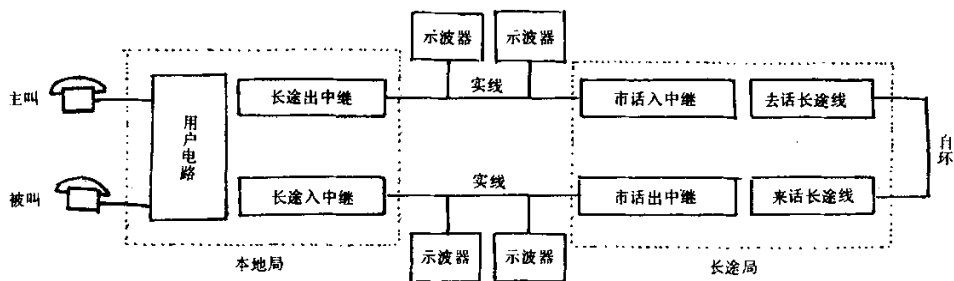 示波器
示波器
主叫
用户电路
长途出中继
实线
市话入中继
去话长途线
自环
被叫
长途入中继
实线
市话出中继
来话长途线
示波器
示波器
本地局
长途局